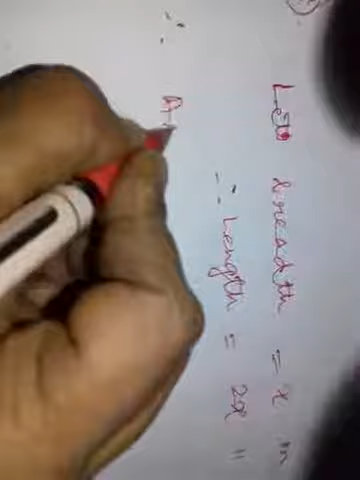 Let breadth = x m
∴ Length = 2x "
∴ A